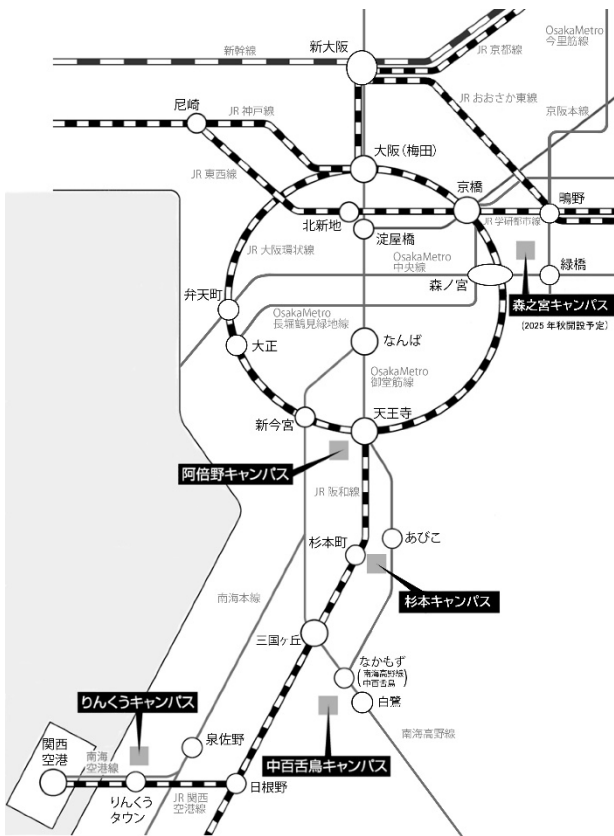 新幹線
新大阪
JR 京都線
OsakaMetro
今里筋線
尼崎
JR 神戸線
JR おおさか東線
京阪本線
JR 東西線
大阪（梅田）
京橋
鴫野
北新地
JR 学研都市線
淀屋橋
JR 大阪環状線
OsakaMetro
中央線
森ノ宮
緑橋
弁天町
森之宮キャンパス
（2025 年秋開設予定）
OsakaMetro
長堀鶴見緑地線
大正
なんば
OsakaMetro
御堂筋線
新今宮
天王寺
阿倍野キャンパス
JR 阪和線
あびこ
杉本町
南海本線
杉本キャンパス
三国ヶ丘
なかもず
（南海高野線）
中百舌鳥
りんくうキャンパス
白鷺
泉佐野
南海高野線
関西
空港
南海
空港線
中百舌鳥キャンパス
りんくう
タウン
JR 関西
空港線
日根野